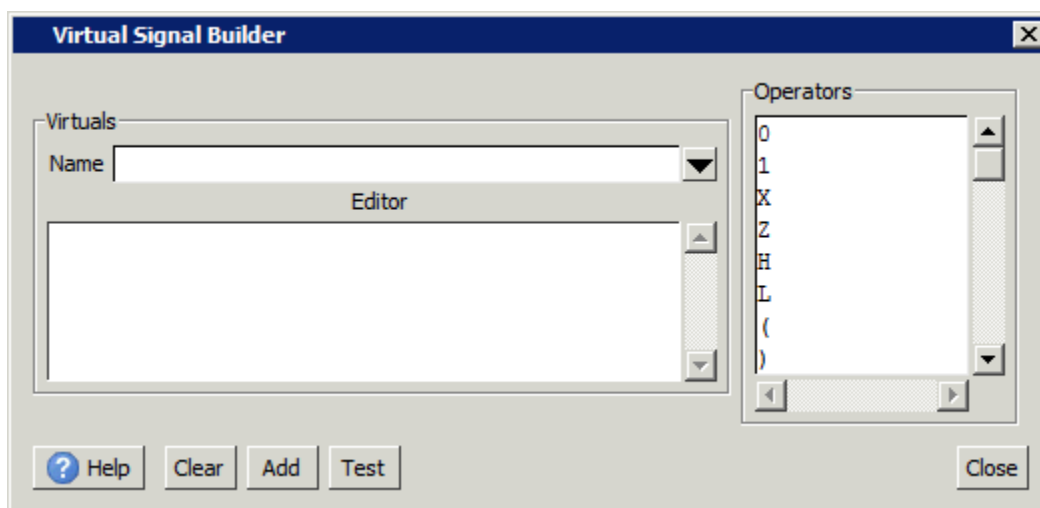 Virtual Signal Builder
Virtuals
Name
Editor
Operators
0
1
X
Z
H
L
(
)
Help
Clear
Add
Test
Close